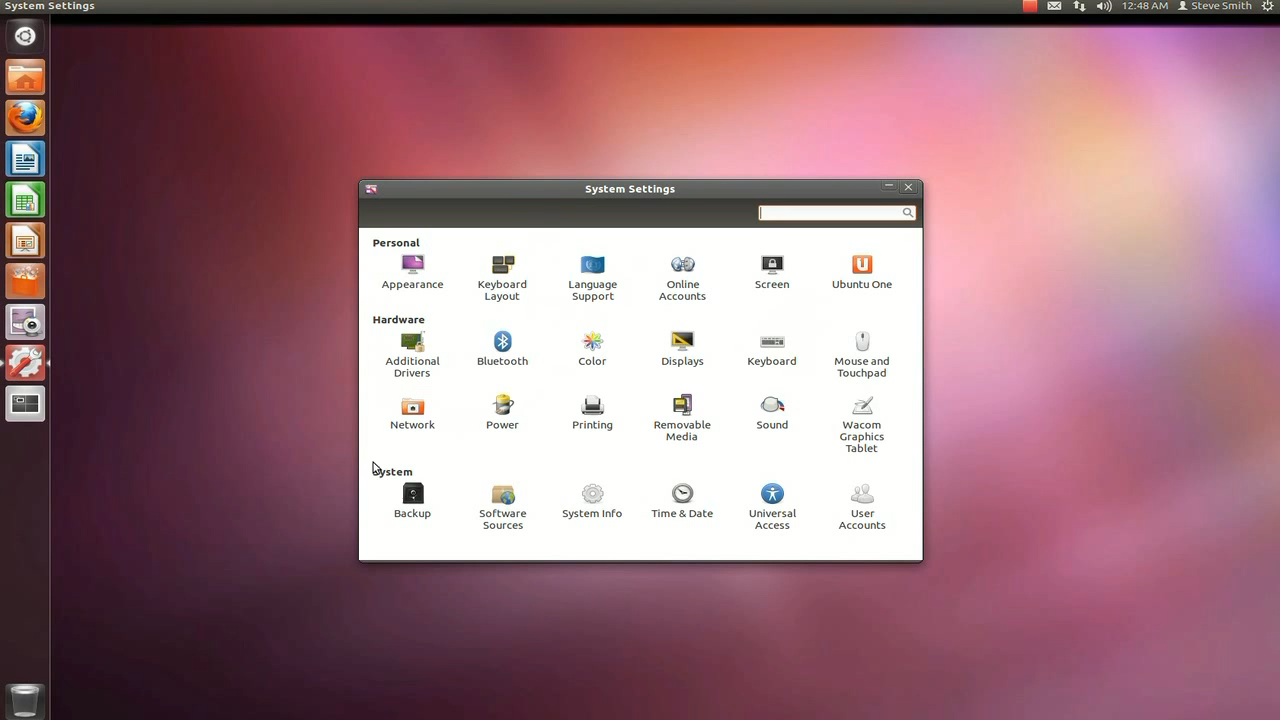 System Settings
12:48 AM Steve Smith
System Settings
Personal
Appearance
Keyboard
Layout
Language
Support
Online
Accounts
Screen
Ubuntu One
Hardware
Additional
Drivers
Bluetooth
Color
Displays
Keyboard
Mouse and
Touchpad
Network
Power
Printing
Removable
Media
Sound
Wacom
Graphics
Tablet
System
Backup
Software
Sources
System Info
Time & Date
Universal
Access
User
Accounts